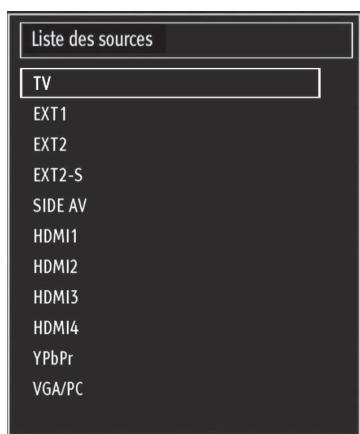 Liste des sources
TV
EXT1
EXT2
EXT2-S
SIDE AV
HDMI1
HDMI2
HDMI3
HDMI4
YPbPr
VGA/PC